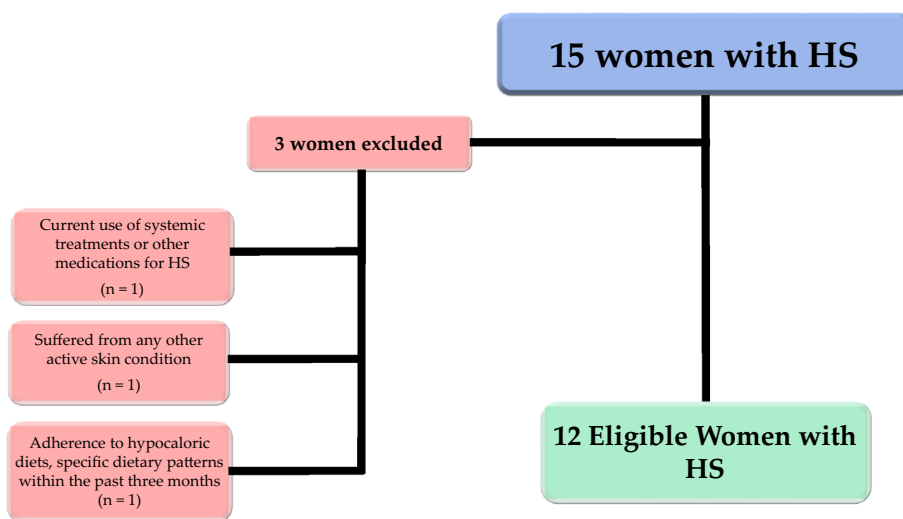 15 women with HS
3 women excluded
Current use of systemic
treatments or other
medications for HS
(n = 1)
Suffered from any other
active skin condition
(n = 1)
Adherence to hypocaloric
diets, specific dietary patterns
within the past three months
(n = 1)
12 Eligible Women with
HS